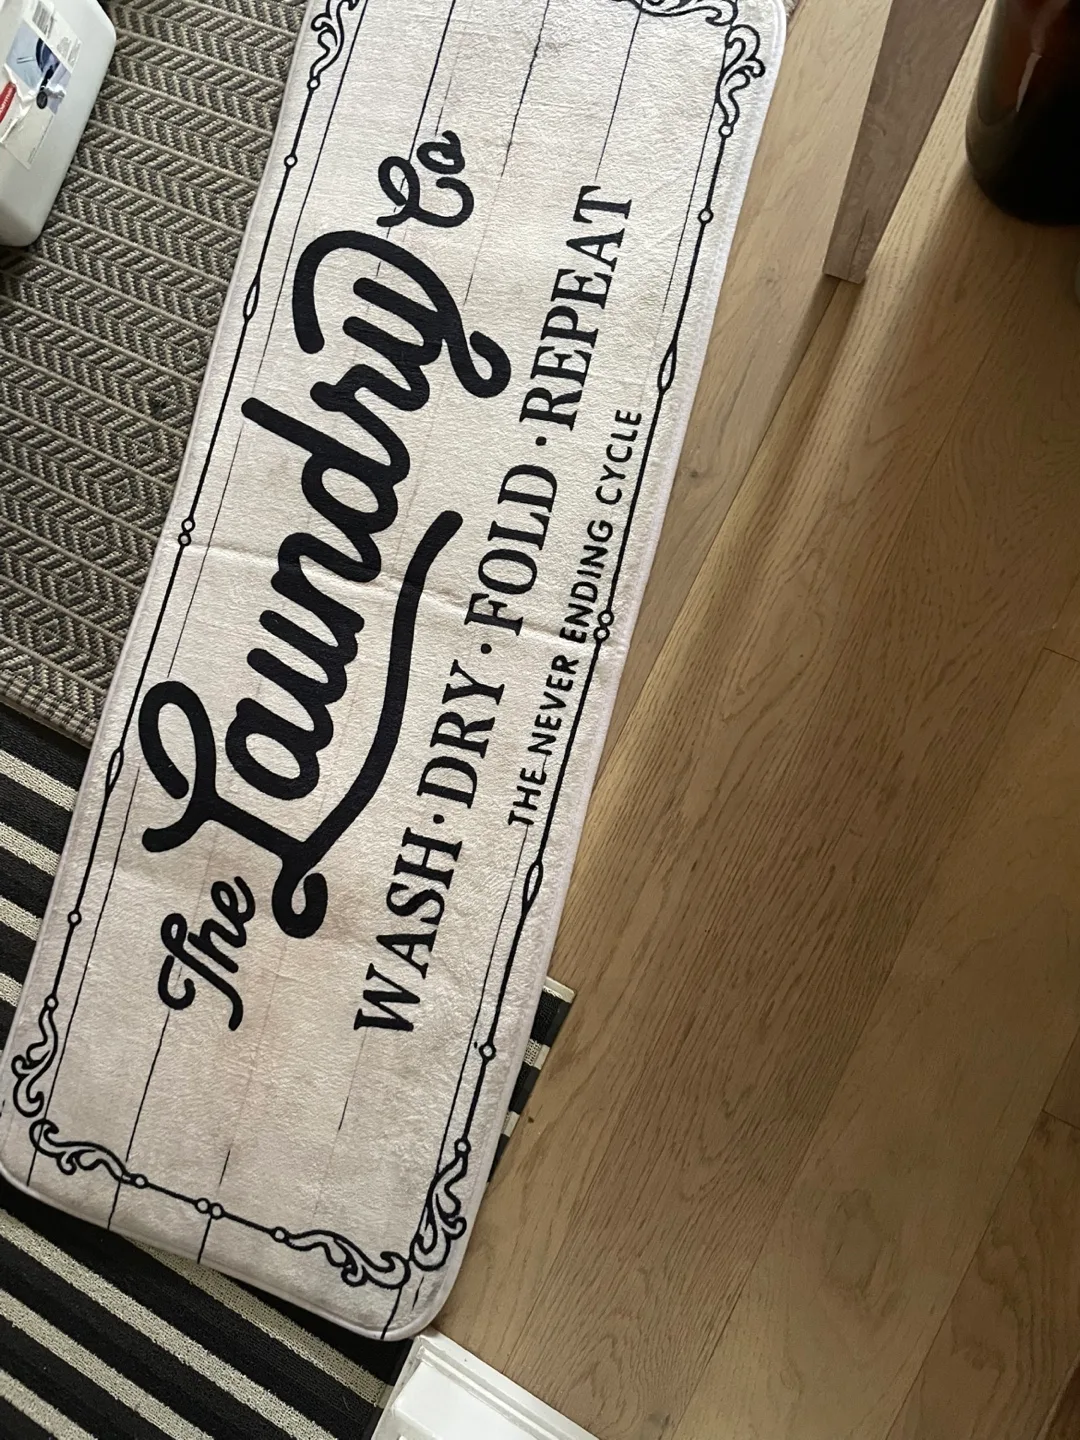 The Laundry Co
WASH · DRY · FOLD · REPEAT
THE NEVER ENDING CYCLE